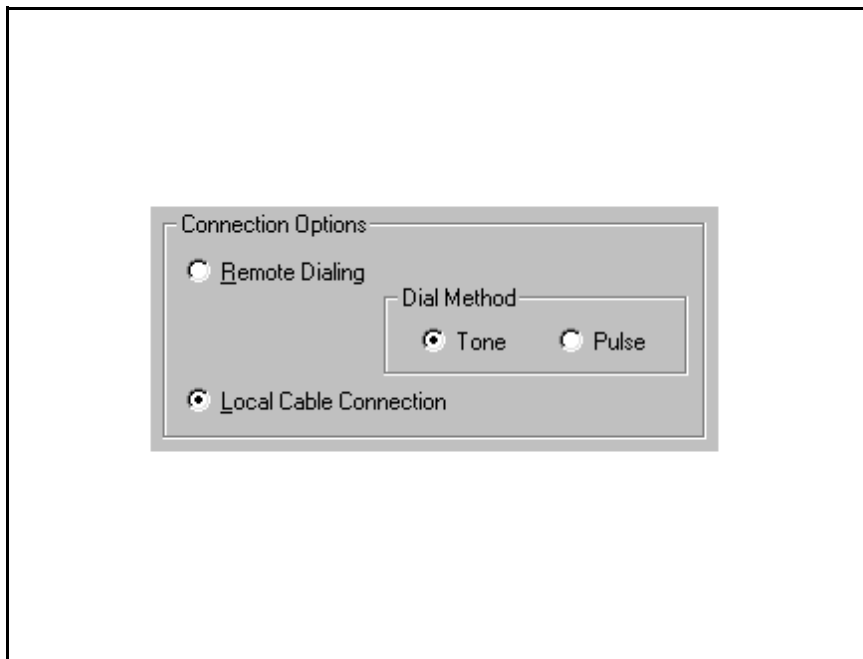 Connection Options
Remote Dialing
Dial Method
Tone Pulse
Local Cable Connection